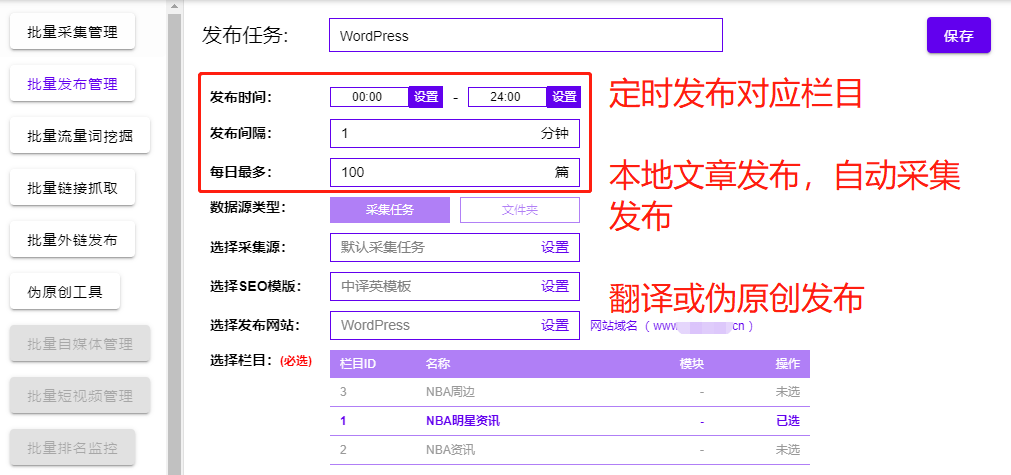 批量采集管理
批量发布管理
批量流量词挖掘
批量链接抓取
批量外链发布
伪原创工具
批量自媒体管理
批量短视频管理
批量排名监控
发布任务: WordPress 保存
发布时间: 00:00 设置 - 24:00 设置
发布间隔: 1 分钟
每日最多: 100 篇
数据源类型: 采集任务 文件夹
选择采集源: 默认采集任务 设置
选择SEO模版: 中译英模板 设置
选择发布网站: WordPress 设置 网站域名（www. cn）
选择栏目: (必选)
栏目ID 名称 模块 操作
3 NBA周边 - 未选
1 NBA明星资讯 - 已选
2 NBA资讯 - 未选
定时发布对应栏目
本地文章发布，自动采集
发布
翻译或伪原创发布